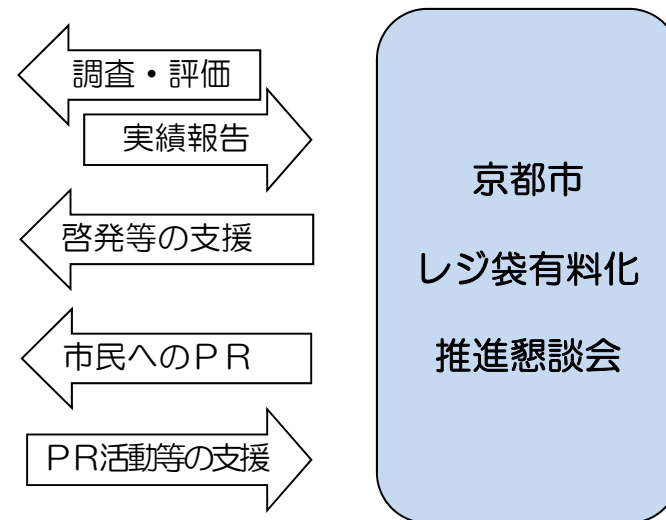 調査・評価
実績報告
啓発等の支援
市民へのＰＲ
ＰＲ活動等の支援
京都市
レジ袋有料化
推進懇談会